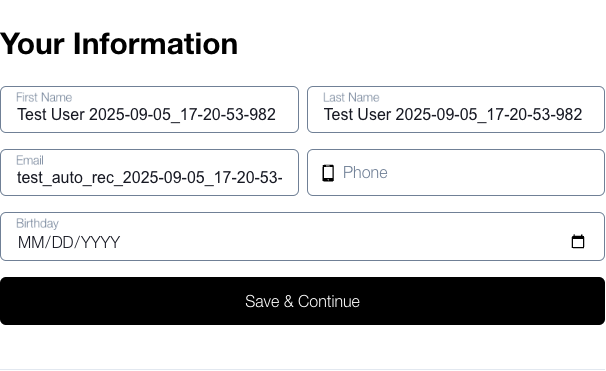 Your Information
First Name
Test User 2025-09-05_17-20-53-982
Last Name
Test User 2025-09-05_17-20-53-982
Email
test_auto_rec_2025-09-05_17-20-53-
Phone
Birthday
MM/DD/YYYY
Save & Continue